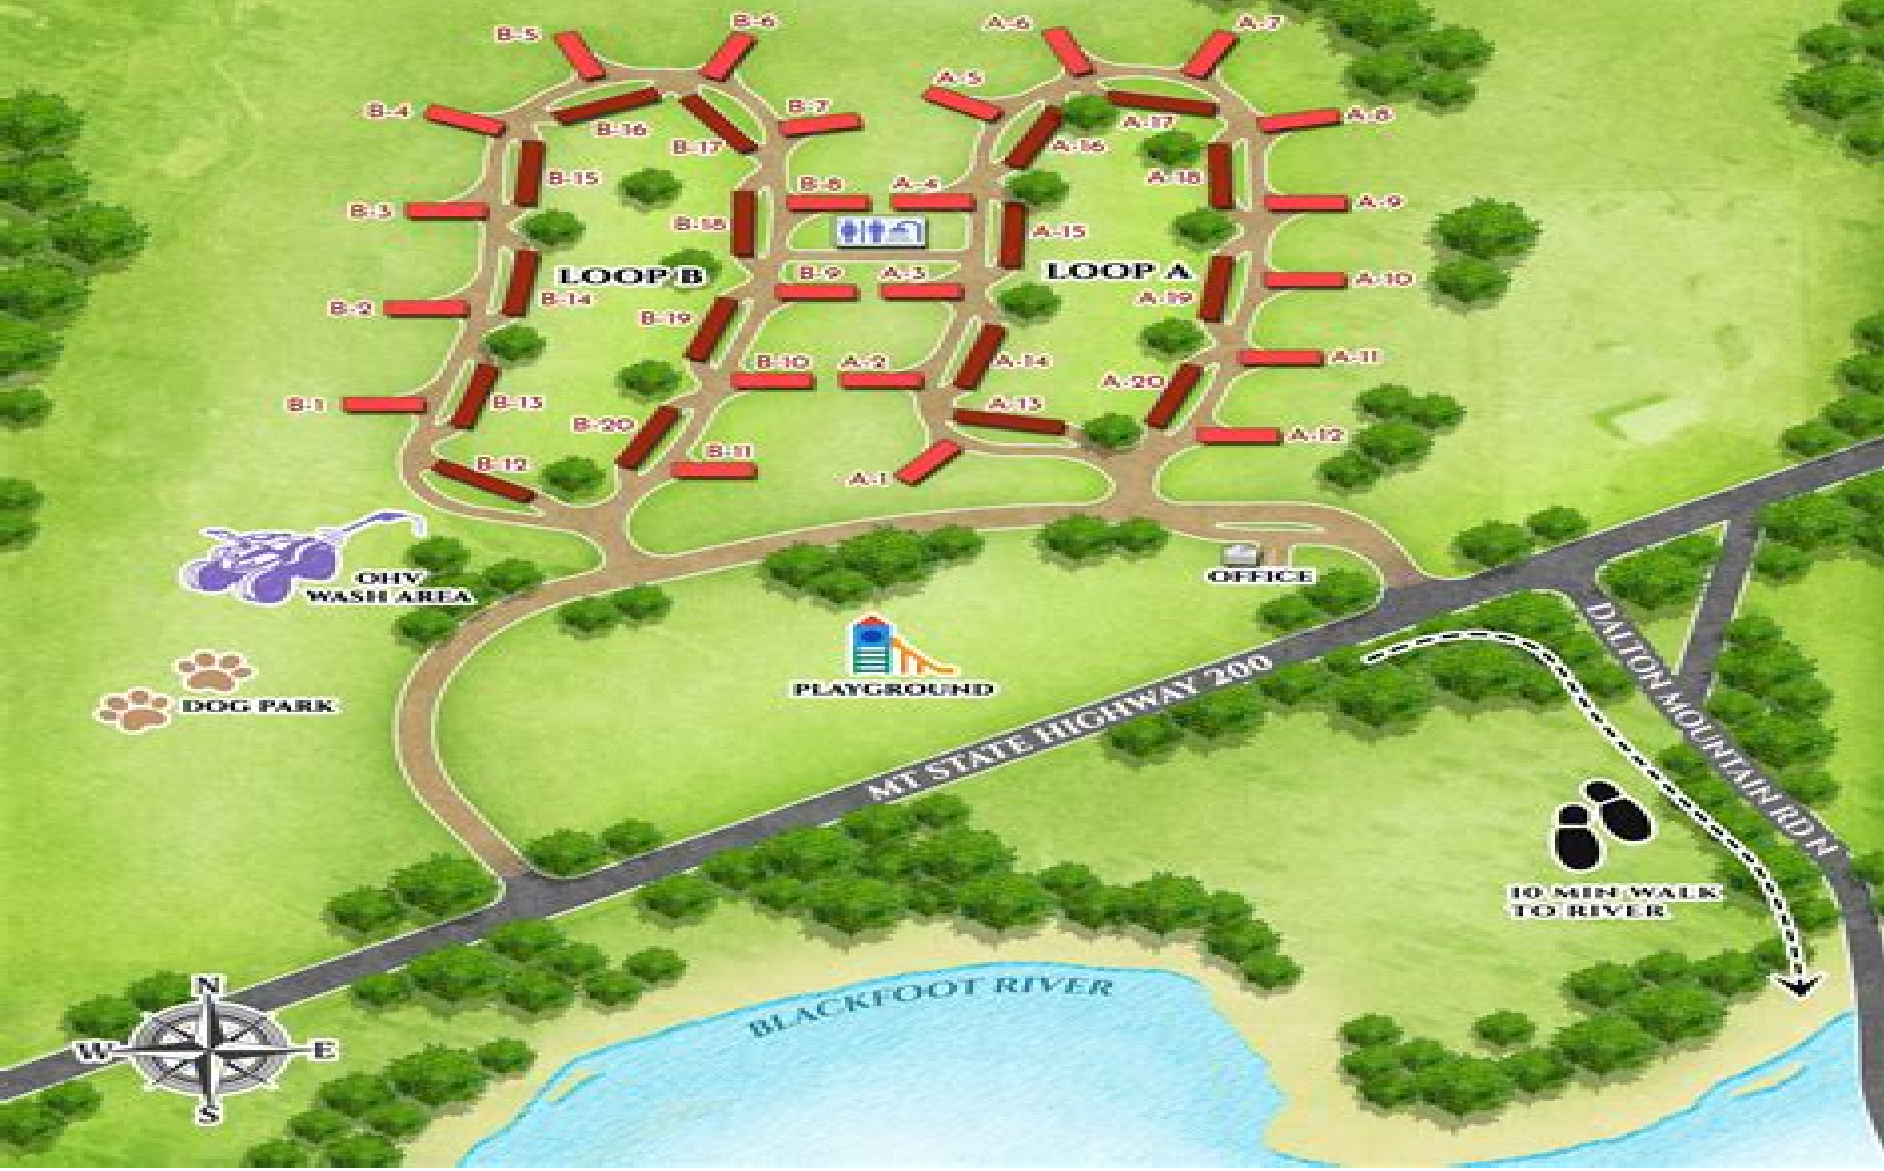 B-5
B-6
A-6
A-7
A-5
B-4
B-7
A-8
B-16
A-17
B-17
A-16
B-15
A-18
B-8
A-4
B-3
A-9
B-18
A-15
LOOP B
LOOP A
B-9
A-3
A-10
B-14
A-19
B-2
B-19
A-11
B-10
A-2
A-14
A-20
B-1
B-13
A-13
B-20
A-12
B-11
B-12
A-1
OHV
WASH AREA
OFFICE
DOG PARK
PLAYGROUND
MT STATE HIGHWAY 200
DALTON MOUNTAIN RD N
10 MIN WALK
TO RIVER
BLACKFOOT RIVER
N
W
E
S